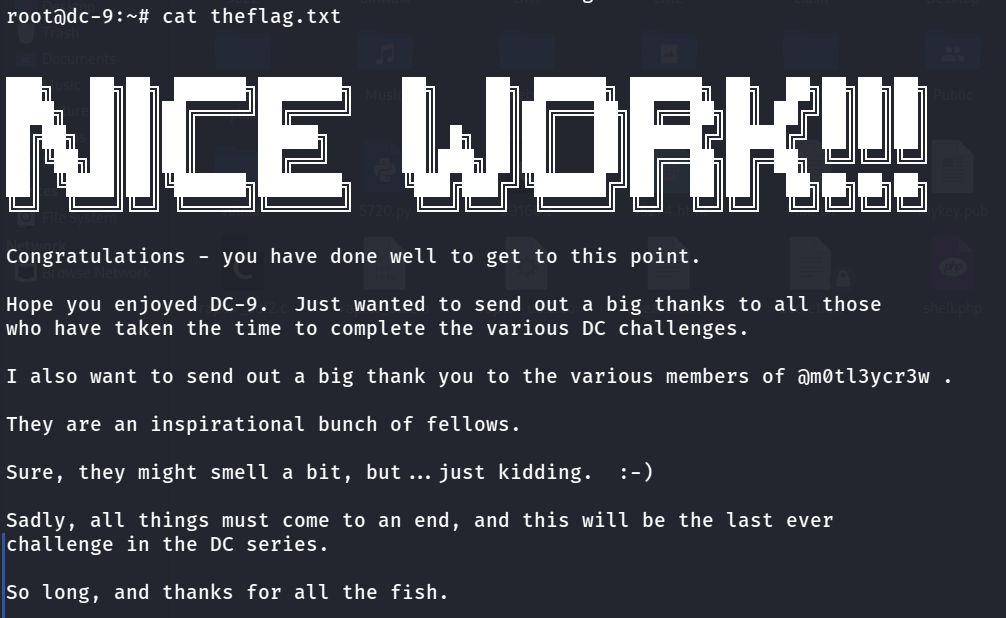 root@dc-9:~# cat theflag.txt
NICE WORK!!!
Congratulations - you have done well to get to this point.
Hope you enjoyed DC-9.  Just wanted to send out a big thanks to all those
who have taken the time to complete the various DC challenges.
I also want to send out a big thank you to the various members of @m0tl3ycr3w .
They are an inspirational bunch of fellows.
Sure, they might smell a bit, but...just kidding.  :-)
Sadly, all things must come to an end, and this will be the last ever
challenge in the DC series.
So long, and thanks for all the fish.